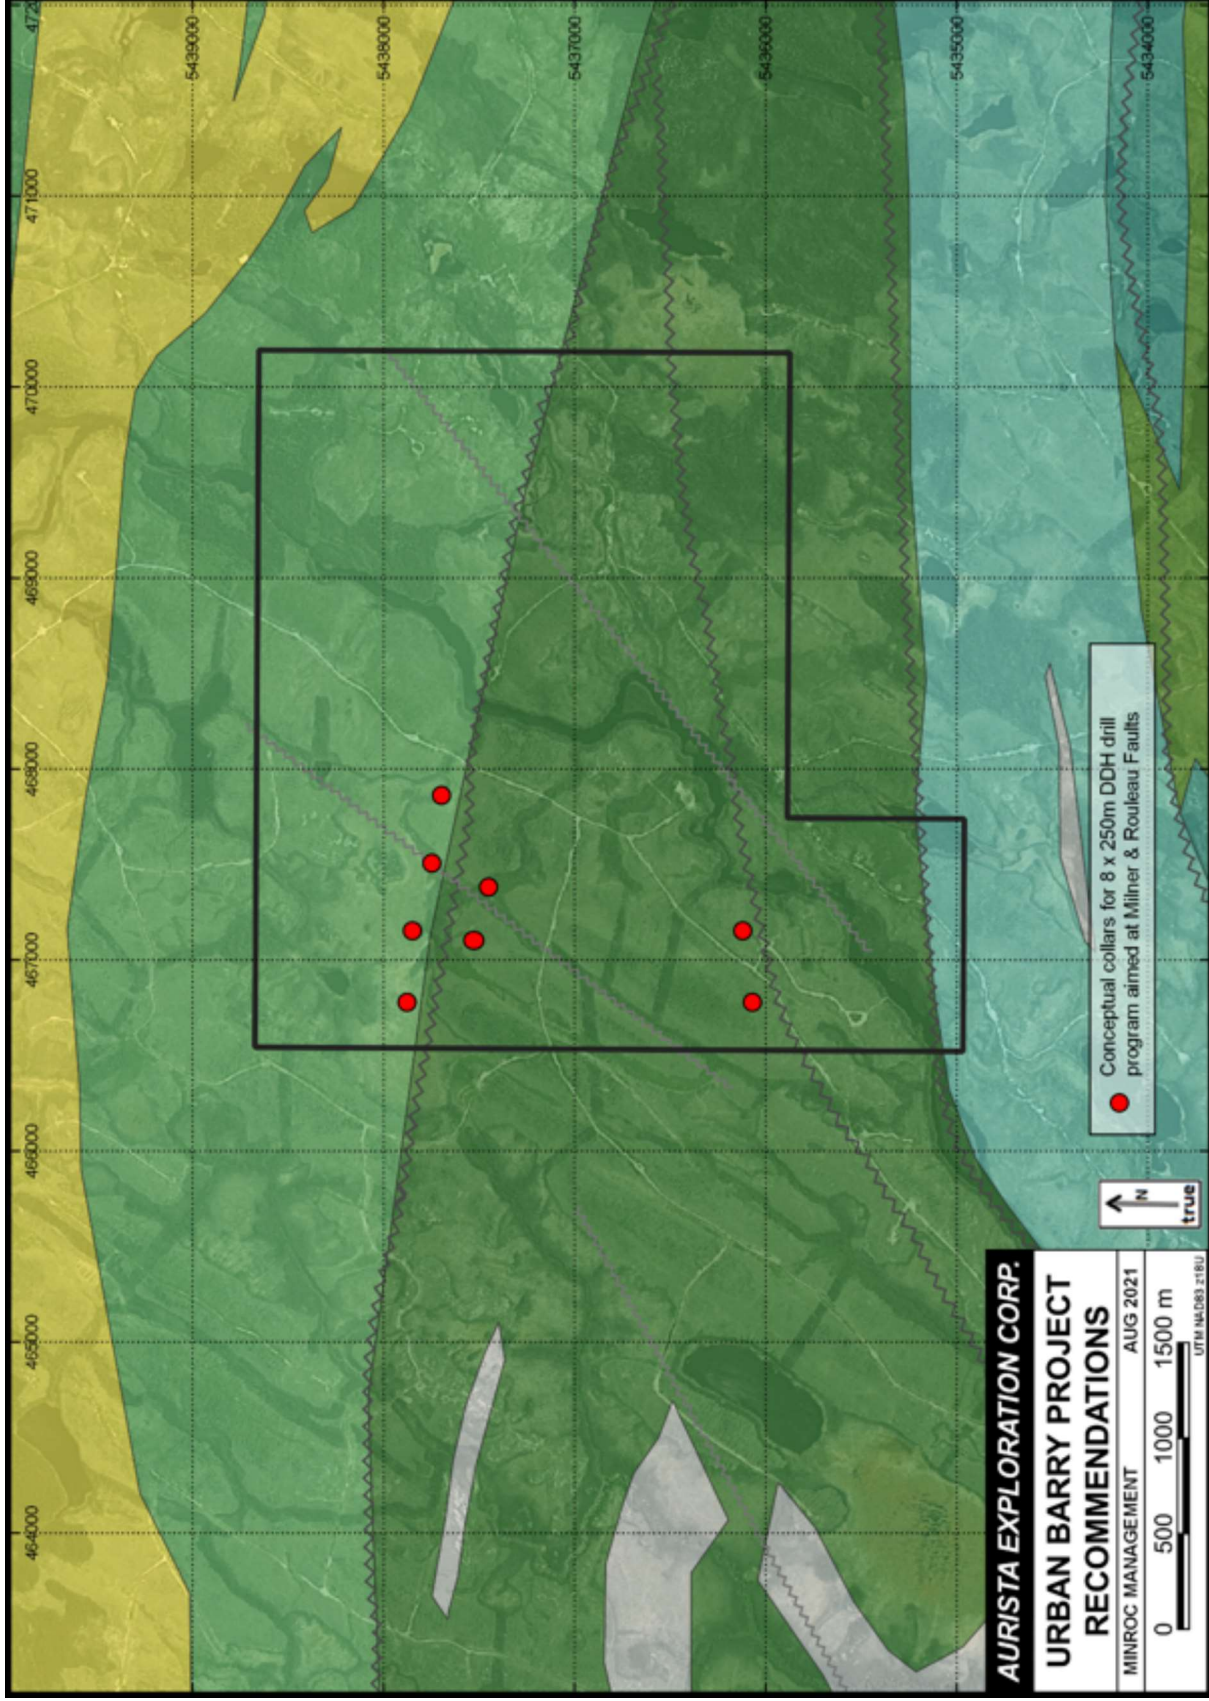 464000
465000
466000
467000
468000
469000
470000
471000
5439000
5438000
5437000
5436000
5435000
5434000
Conceptual collars for 8 x 250m DDH drill
program aimed at Milner & Rouleau Faults
N
true
AURISTA EXPLORATION CORP.
URBAN BARRY PROJECT
RECOMMENDATIONS
MINROC MANAGEMENT AUG 2021
0 500 1000 1500 m
UTM NAD83 z18U